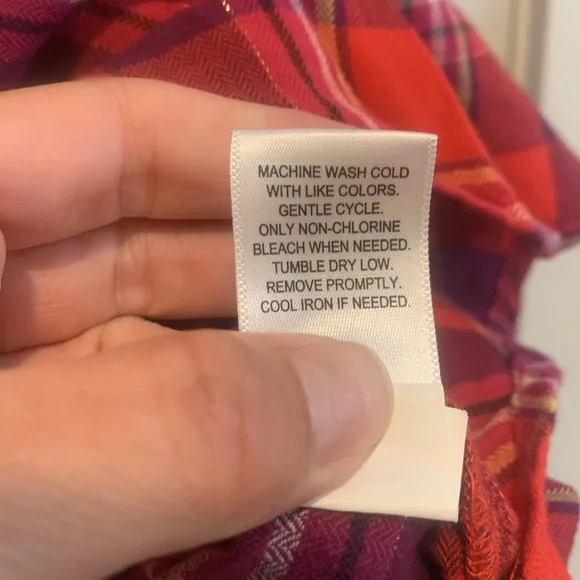 MACHINE WASH COLD
WITH LIKE COLORS.
GENTLE CYCLE.
ONLY NON-CHLORINE
BLEACH WHEN NEEDED.
TUMBLE DRY LOW.
REMOVE PROMPTLY.
COOL IRON IF NEEDED.